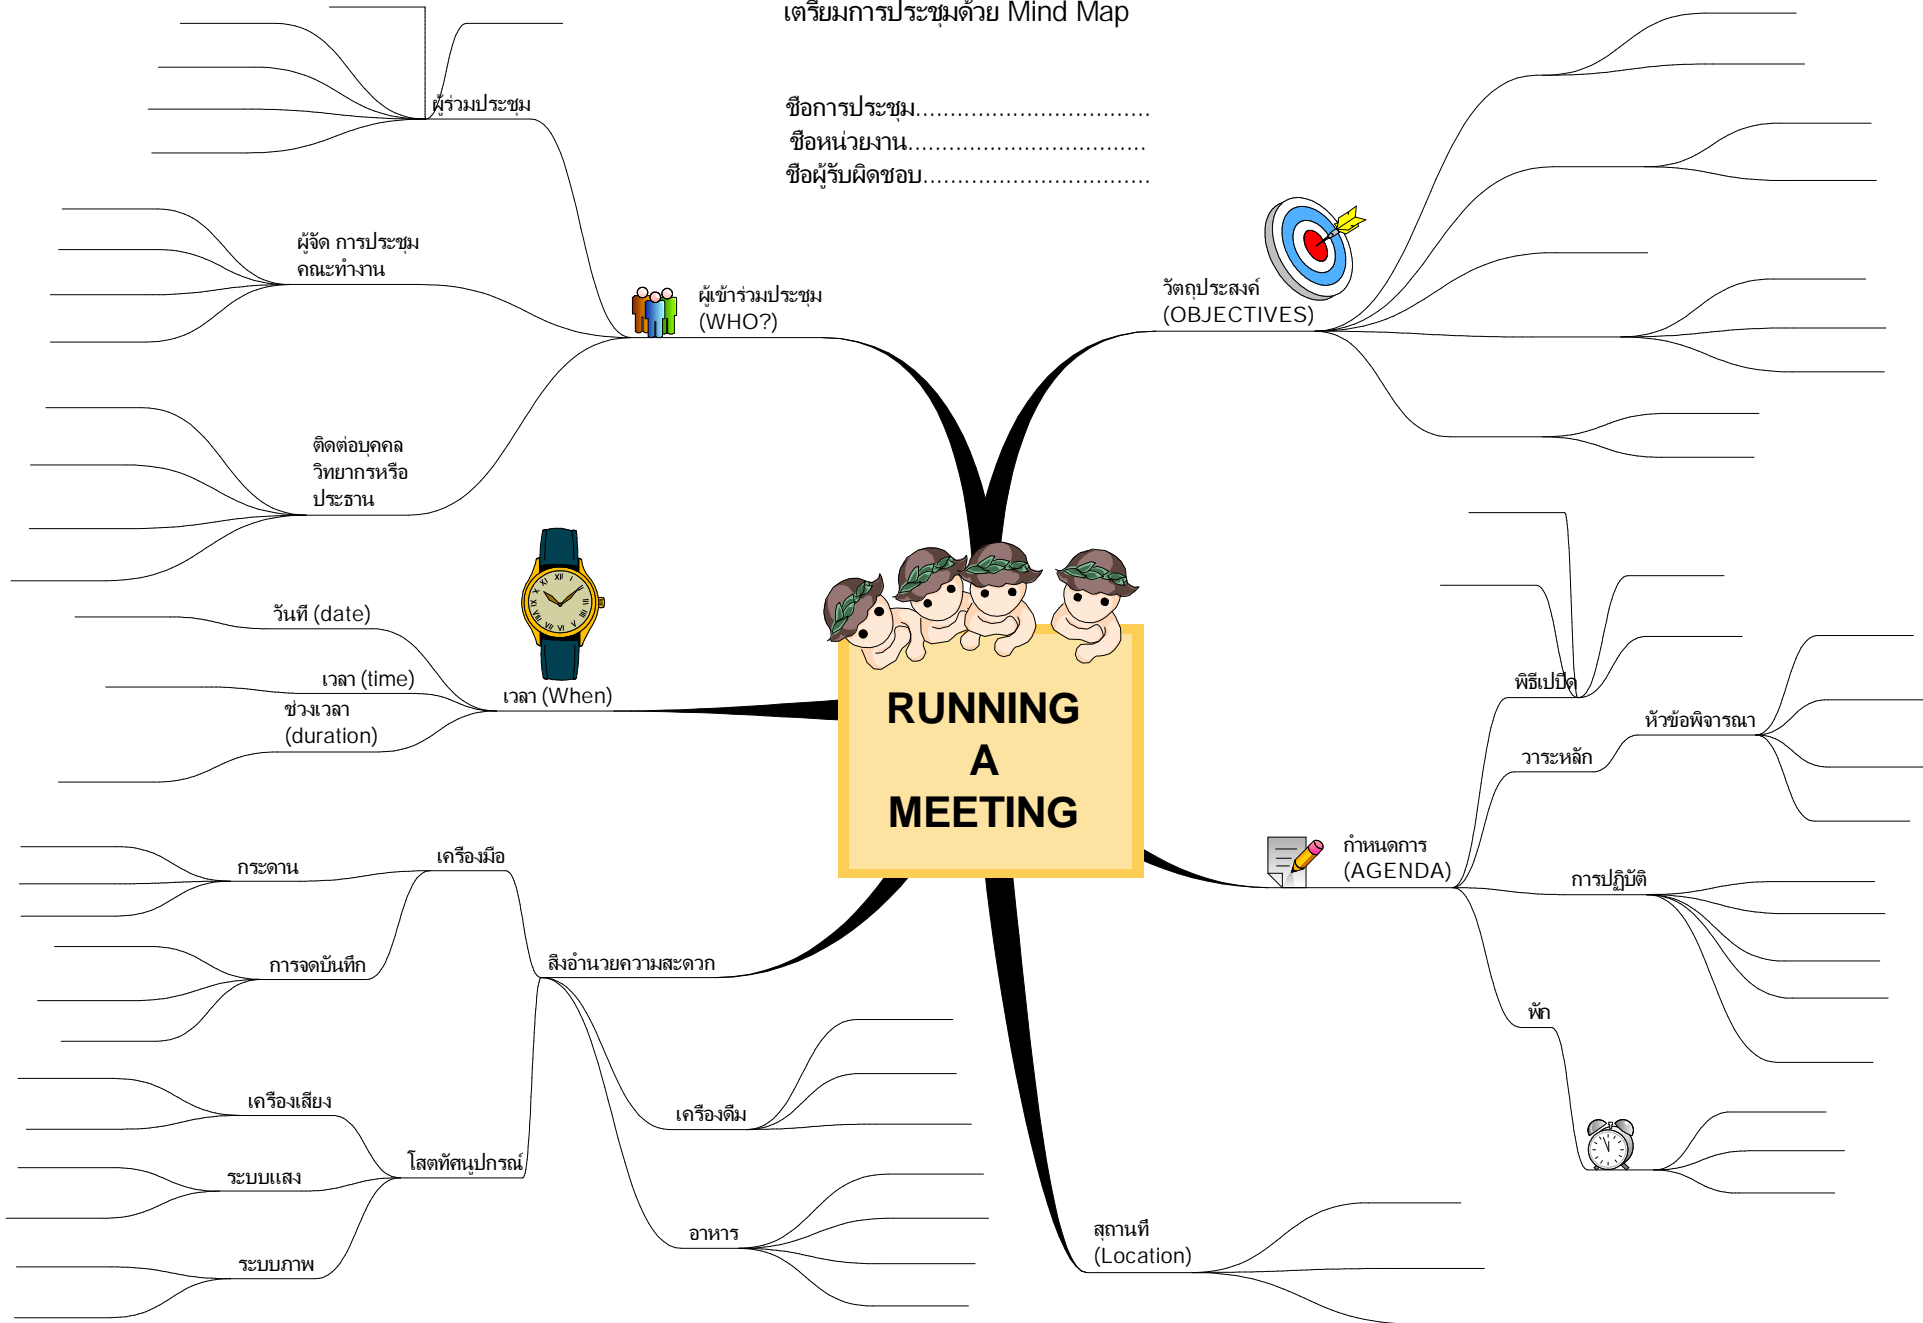 เตรียมการประชุมด้วย Mind Map
ชื่อการประชุม..................................
ชื่อหน่วยงาน..................................
ชื่อผู้รับผิดชอบ.................................
ผู้ร่วมประชุม
ผู้จัด การประชุม
คณะทำงาน
ผู้เข้าร่วมประชุม
(WHO?)
ติดต่อบุคคล
วิทยากรหรือ
ประธาน
วัตถุประสงค์
(OBJECTIVES)
วันที่ (date)
เวลา (time)
ช่วงเวลา
(duration)
เวลา (When)
RUNNING
A
MEETING
พิธีเปปีด
หัวข้อพิจารณา
วาระหลัก
กำหนดการ
(AGENDA)
การปฏิบัติ
พัก
กระดาน
เครื่องมือ
การจดบันทึก
สิ่งอำนวยความสะดวก
เครื่องเสียง
โสตทัศนูปกรณ์
ระบบแสง
ระบบภาพ
เครื่องดื่ม
อาหาร
สถานที่
(Location)